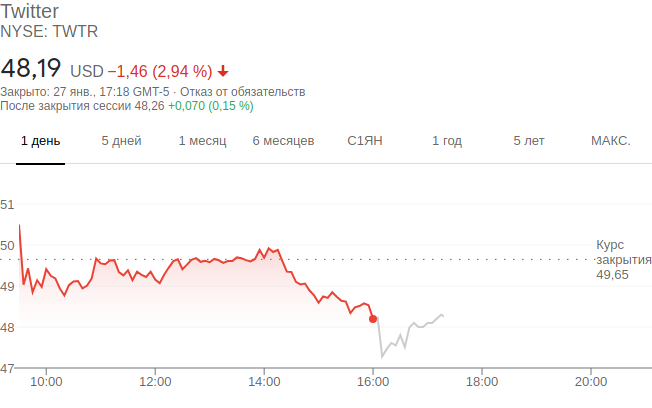 Twitter
NYSE: TWTR
48,19 USD −1,46 (2,94 %)
Закрыто: 27 янв., 17:18 GMT-5 · Отказ от обязательств
После закрытия сессии 48,26 +0,070 (0,15 %)
1 день 5 дней 1 месяц 6 месяцев С1ЯН 1 год 5 лет МАКС.
51
50
49
48
47
Курс
закрытия
49,65
10:00 12:00 14:00 16:00 18:00 20:00